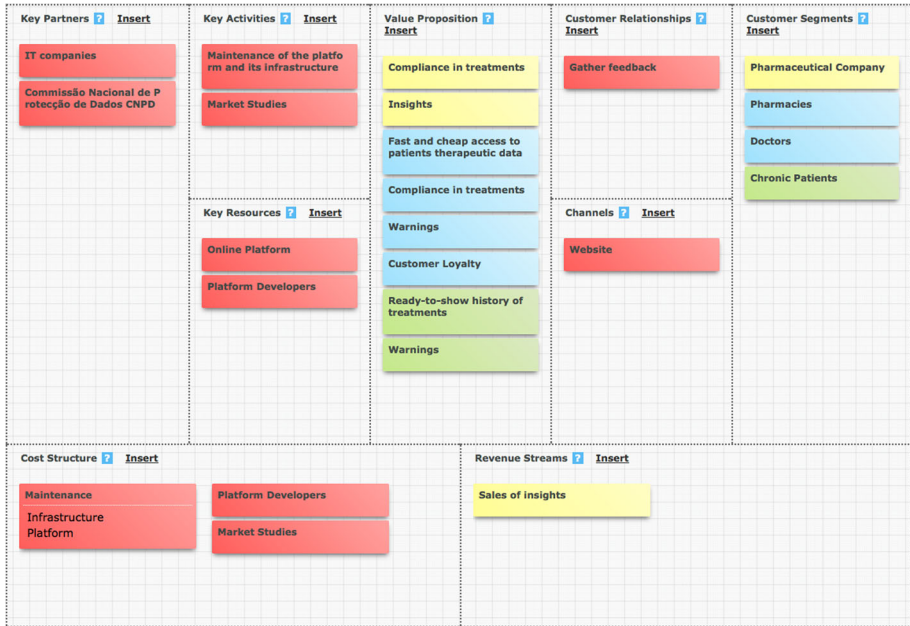 Key Partners ? Insert
IT companies
Commissão Nacional de P
rotecção de Dados CNPD
Key Activities ? Insert
Maintenance of the platfo
rm and its infrastructure
Market Studies
Key Resources ? Insert
Online Platform
Platform Developers
Value Proposition ?
Insert
Compliance in treatments
Insights
Fast and cheap access to
patients therapeutic data
Compliance in treatments
Warnings
Customer Loyalty
Ready-to-show history of
treatments
Warnings
Customer Relationships ?
Insert
Gather feedback
Channels ? Insert
Website
Customer Segments ?
Insert
Pharmaceutical Company
Pharmacies
Doctors
Chronic Patients
Cost Structure ? Insert
Maintenance
Infrastructure
Platform
Platform Developers
Market Studies
Revenue Streams ? Insert
Sales of insights